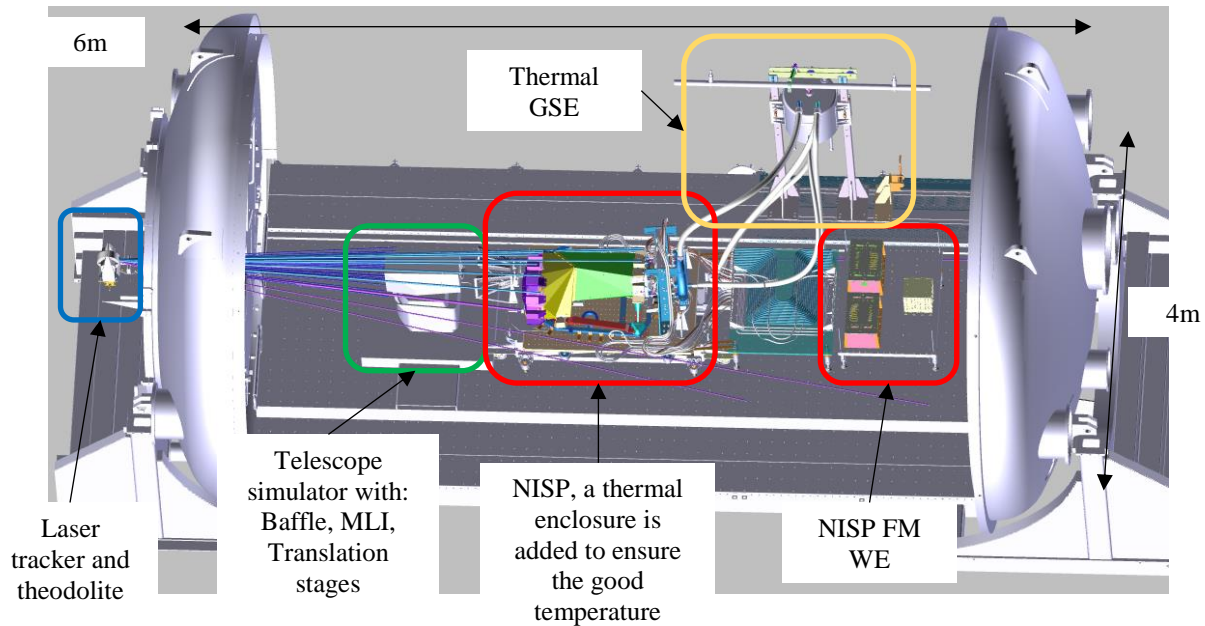 6m
Thermal
GSE
4m
Laser
tracker and
theodolite
Telescope
simulator with:
Baffle, MLI,
Translation
stages
NISP, a thermal
enclosure is
added to ensure
the good
temperature
NISP FM
WE